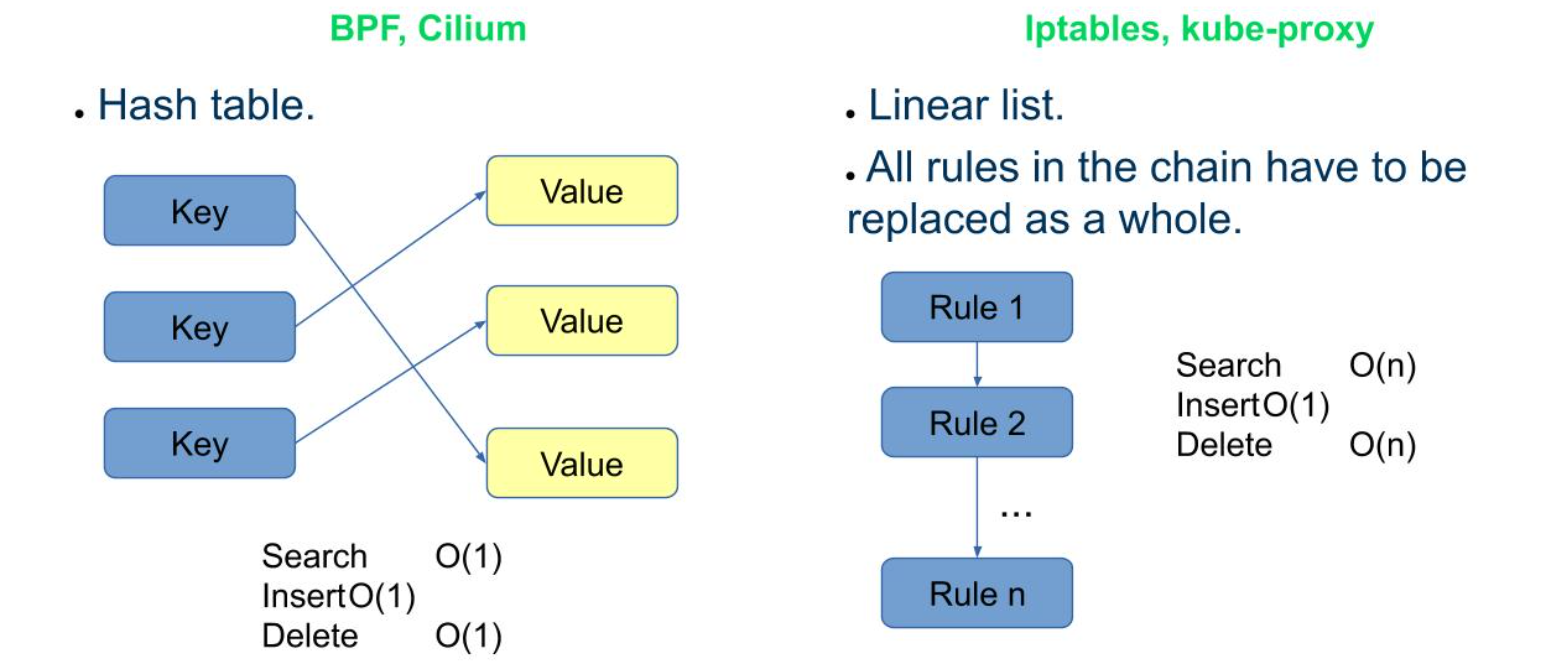 BPF, Cilium
. Hash table.
Key
Key
Key
Value
Value
Value
Search O(1)
InsertO(1)
Delete O(1)
Iptables, kube-proxy
. Linear list.
. All rules in the chain have to be
replaced as a whole.
Rule 1
Rule 2
...
Rule n
Search O(n)
InsertO(1)
Delete O(n)